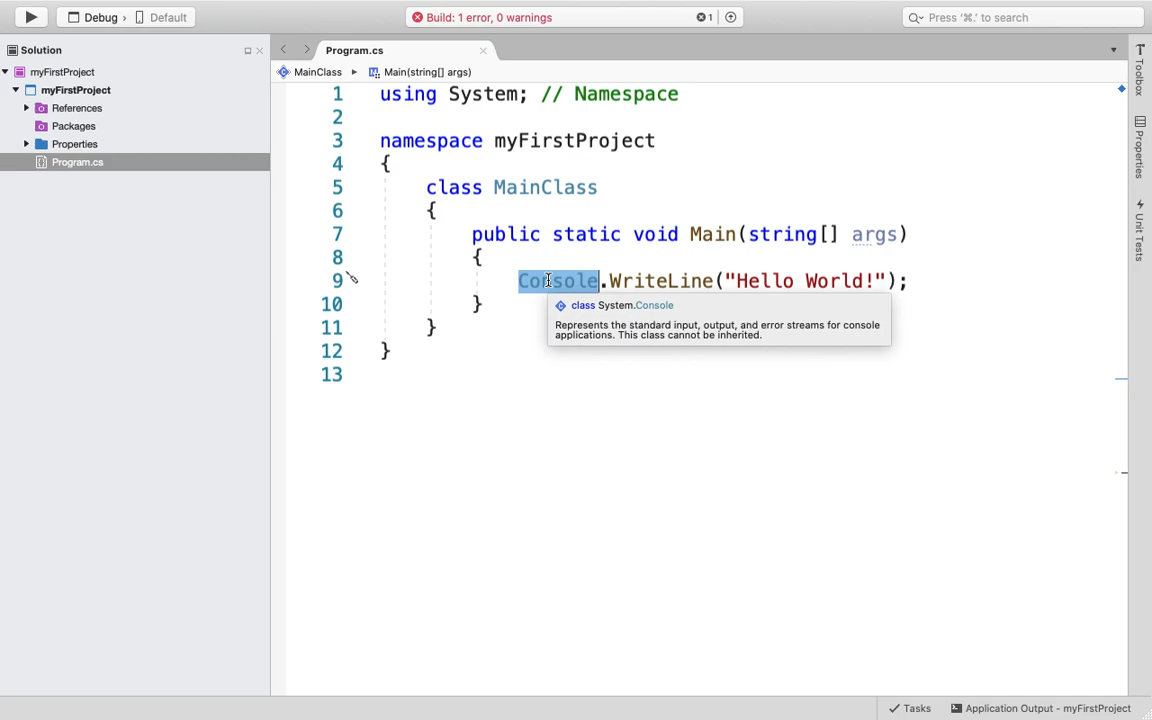 Debug › Default
Build: 1 error, 0 warnings
1
Press '⌘.' to search
Solution
Program.cs
myFirstProject
MainClass
Main(string[] args)
myFirstProject
References
Packages
Properties
Program.cs
1 using System; // Namespace
2
3 namespace myFirstProject
4 {
5 class MainClass
6 {
7 public static void Main(string[] args)
8 {
9 Console.WriteLine("Hello World!");
10 }
11 }
12 }
13
class System.Console
Represents the standard input, output, and error streams for console
applications. This class cannot be inherited.
Toolbox
Properties
Unit Tests
Tasks
Application Output - myFirstProject